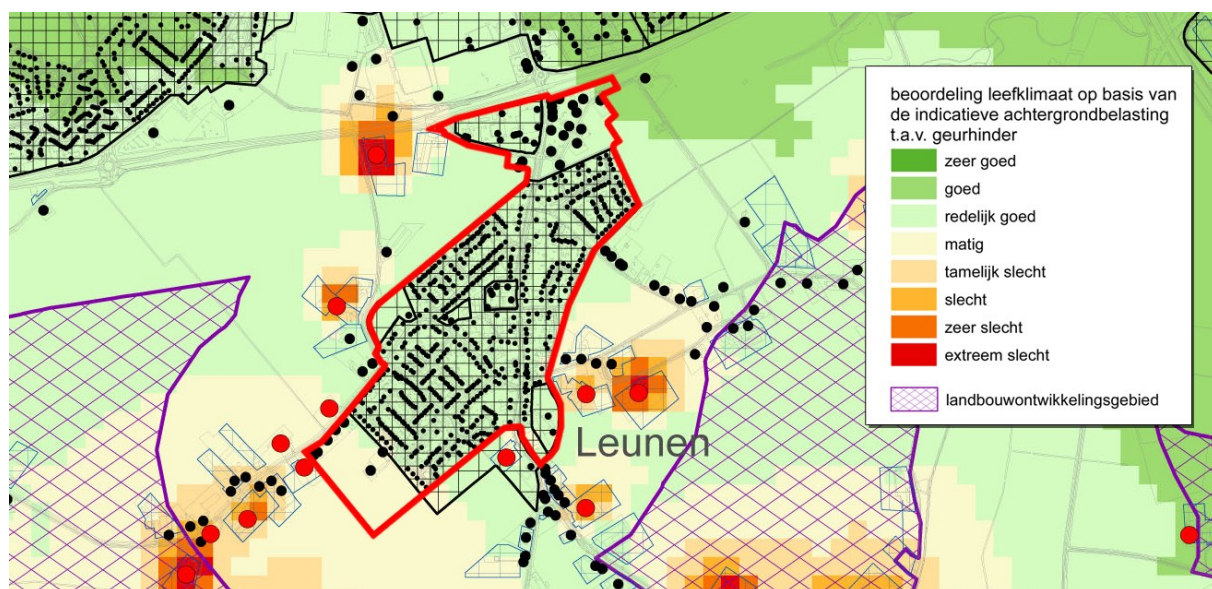 beoordeling leefklimaat op basis van
de indicatieve achtergrondbelasting
t.a.v. geurhinder
zeer goed
goed
redelijk goed
matig
tamelijk slecht
slecht
zeer slecht
extreem slecht
landbouwontwikkelingsgebied
Leunen